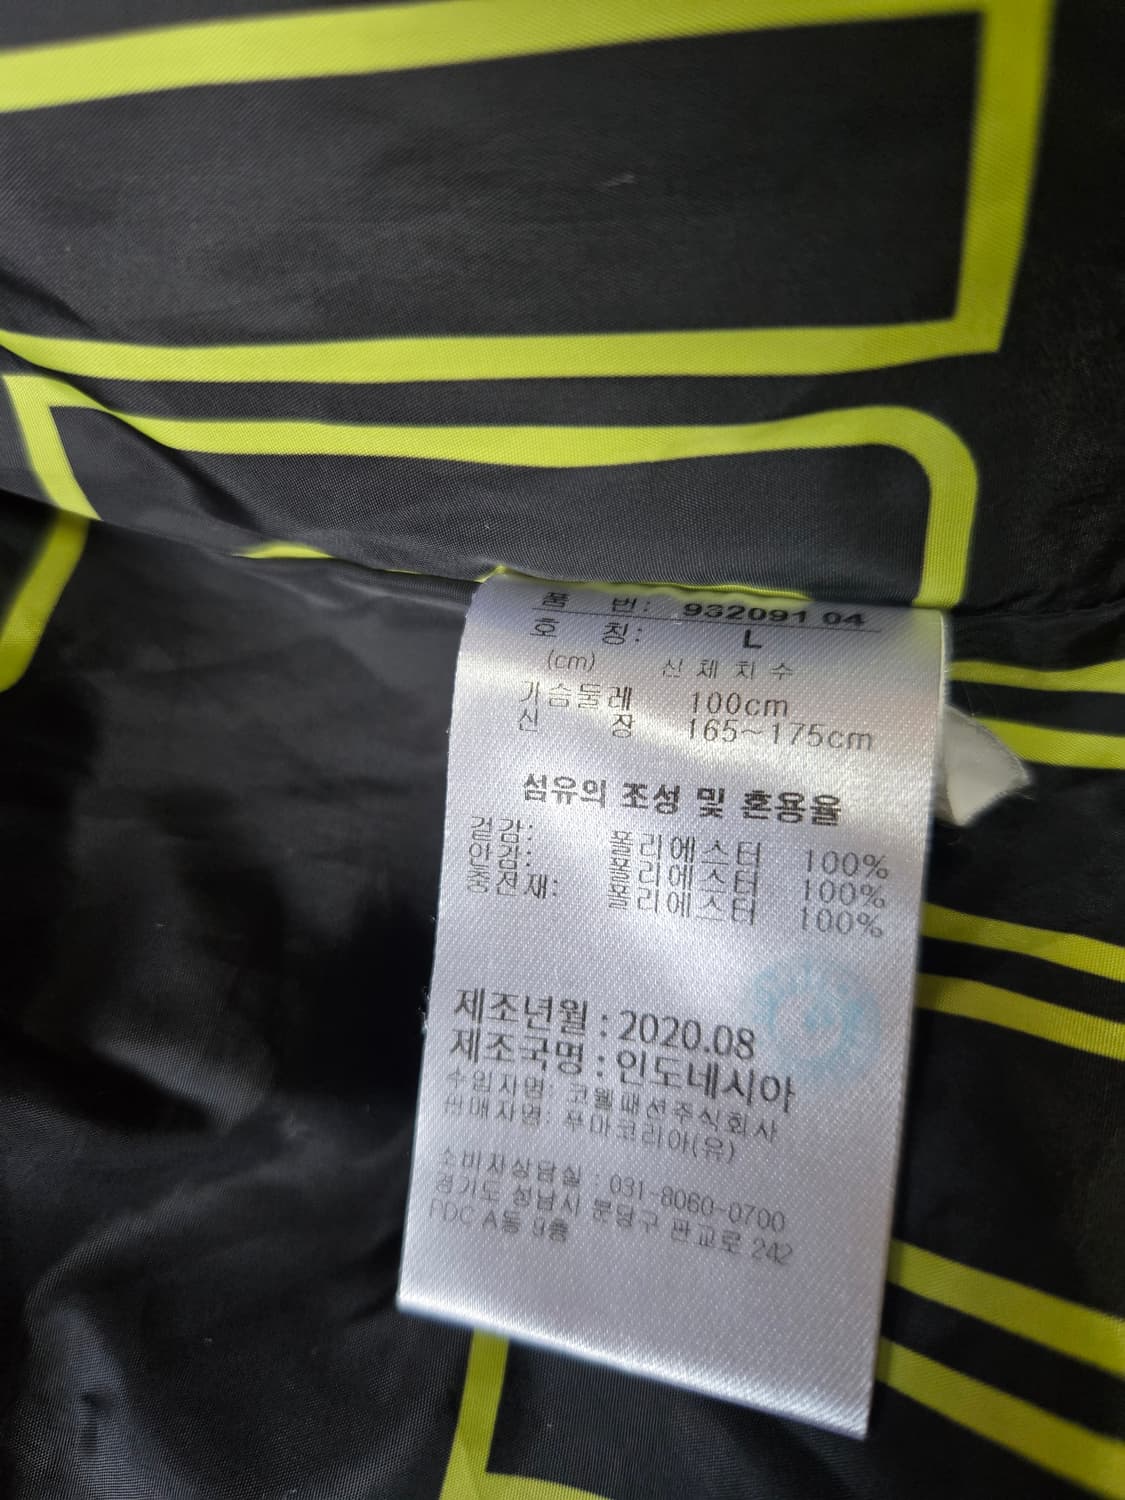 품 번: 932091 04
호 칭: L
(cm) 신체치수
가슴둘레 100cm
신 장 165~175cm
섬유의 조성 및 혼용율
겉감: 폴리에스터 100%
안감: 폴리에스터 100%
충전재: 폴리에스터 100%
제조년월 : 2020.08
제조국명 : 인도네시아
수입자명: 코웰패션주식회사
판매자명: 푸마코리아(유)
소비자상담실 : 031-8060-0700
경기도 성남시 분당구 판교로 242
PDC A동 9층